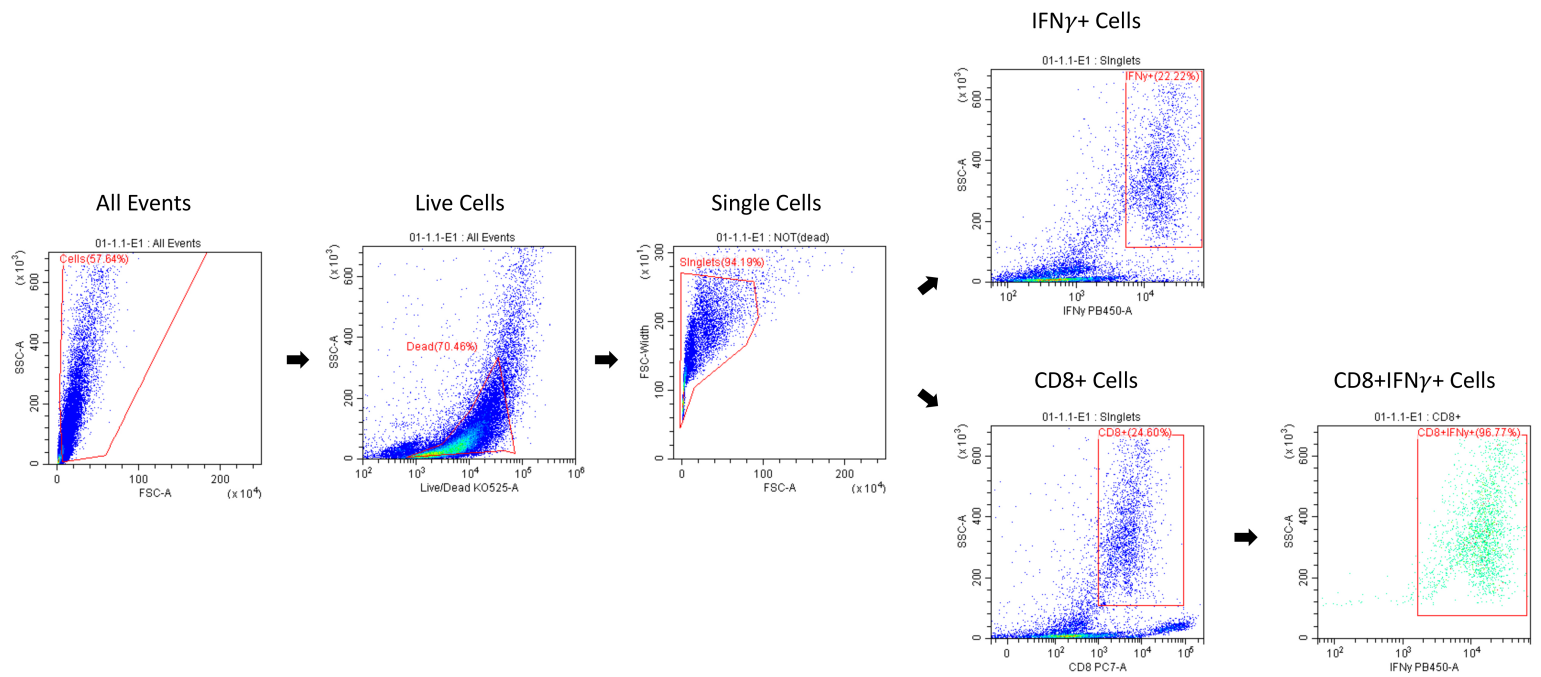 All Events
01-1.1-E1 : All Events
Cells(57.64%)
SSC-A
(x 10³)
600
400
200
0
0
100
200
FSC-A
(x 10⁴)
Live Cells
01-1.1-E1 : All Events
Dead(70.46%)
SSC-A
(x 10³)
600
400
200
0
10²
10³
10⁴
10⁵
10⁶
Live/Dead KO525-A
Single Cells
01-1.1-E1 : NOT(dead)
SInglets(94.19%)
FSC-Width
(x 10¹)
300
200
100
0
0
100
200
FSC-A
(x 10⁴)
IFNγ+ Cells
01-1.1-E1 : SInglets
IFNγ+(22.22%)
SSC-A
(x 10³)
600
400
200
0
10²
10³
10⁴
IFNγ PB450-A
CD8+ Cells
01-1.1-E1 : SInglets
CD8+(24.60%)
SSC-A
(x 10³)
600
400
200
0
0
10²
10³
10⁴
10⁵
CD8 PC7-A
CD8+IFNγ+ Cells
01-1.1-E1 : CD8+
CD8+IFNγ+(96.77%)
SSC-A
(x 10³)
600
400
200
0
10²
10³
10⁴
IFNγ PB450-A